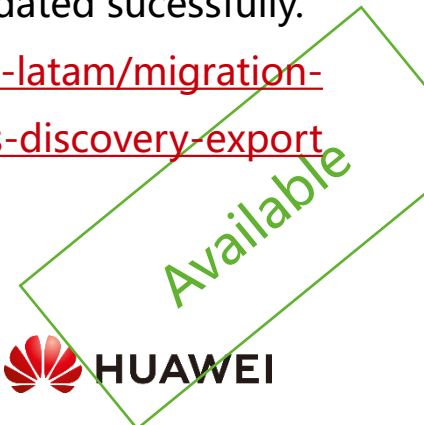 dated sucessfully.
-latam/migration-
s-discovery-export
Available
HUAWEI